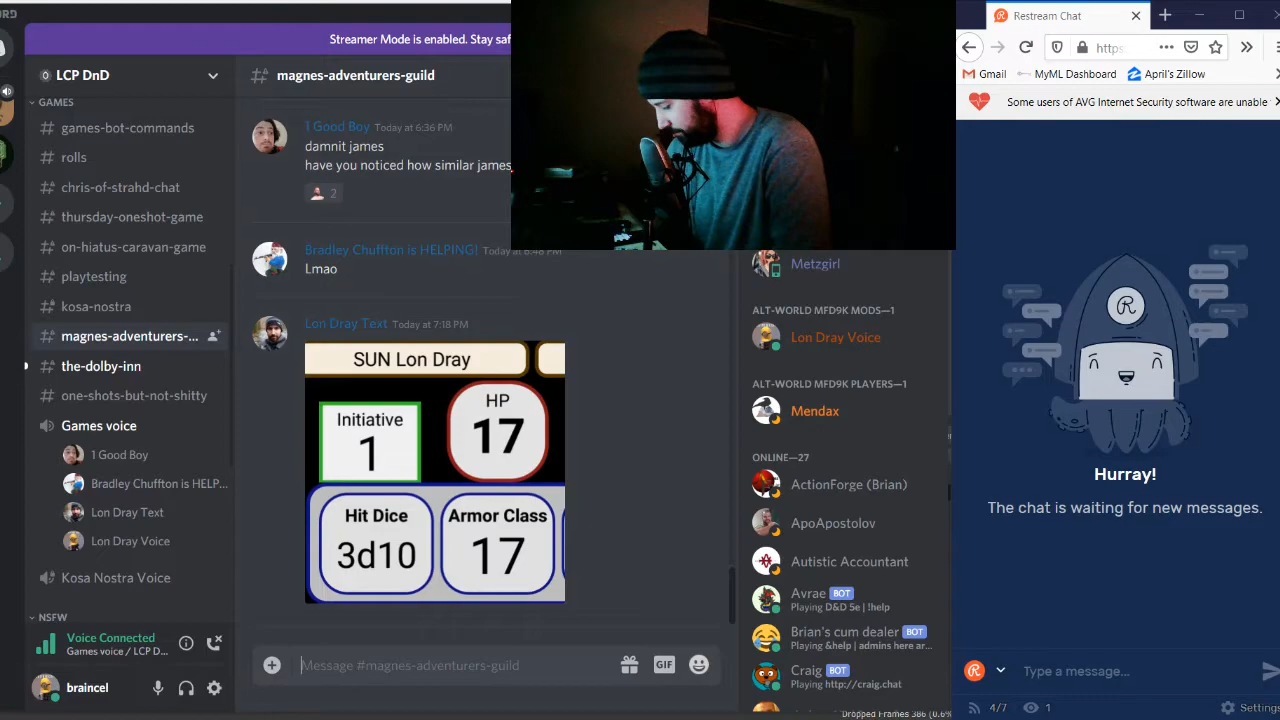 ORD
Streamer Mode is enabled. Stay saf
LCP DnD
GAMES
games-bot-commands
rolls
chris-of-strahd-chat
thursday-oneshot-game
on-hiatus-caravan-game
playtesting
kosa-nostra
magnes-adventurers-...
the-dolby-inn
one-shots-but-not-shitty
Games voice
1 Good Boy
Bradley Chuffton is HELP...
Lon Dray Text
Lon Dray Voice
Kosa Nostra Voice
NSFW
Voice Connected
Games voice / LCP D...
braincel
magnes-adventurers-guild
1 Good Boy Today at 6:36 PM
damnit james
have you noticed how similar james
2
Bradley Chuffton is HELPING! Today at 6:48 PM
Lmao
Lon Dray Text Today at 7:18 PM
SUN Lon Dray
Initiative
1
HP
17
Hit Dice
3d10
Armor Class
17
Message #magnes-adventurers-guild
GIF
Metzgirl
ALT-WORLD MFD9K MODS—1
Lon Dray Voice
ALT-WORLD MFD9K PLAYERS—1
Mendax
ONLINE—27
ActionForge (Brian)
ApoApostolov
Autistic Accountant
Avrae BOT
Playing D&D 5e | !help
Brian's cum dealer BOT
Playing &help | admins here ar...
Craig BOT
Playing http://craig.chat
Dropped Frames 386 (0.6%
Restream Chat
https
Gmail
MyML Dashboard
April's Zillow
Some users of AVG Internet Security software are unable
Hurray!
The chat is waiting for new messages.
Type a message...
4/7
1
Settings